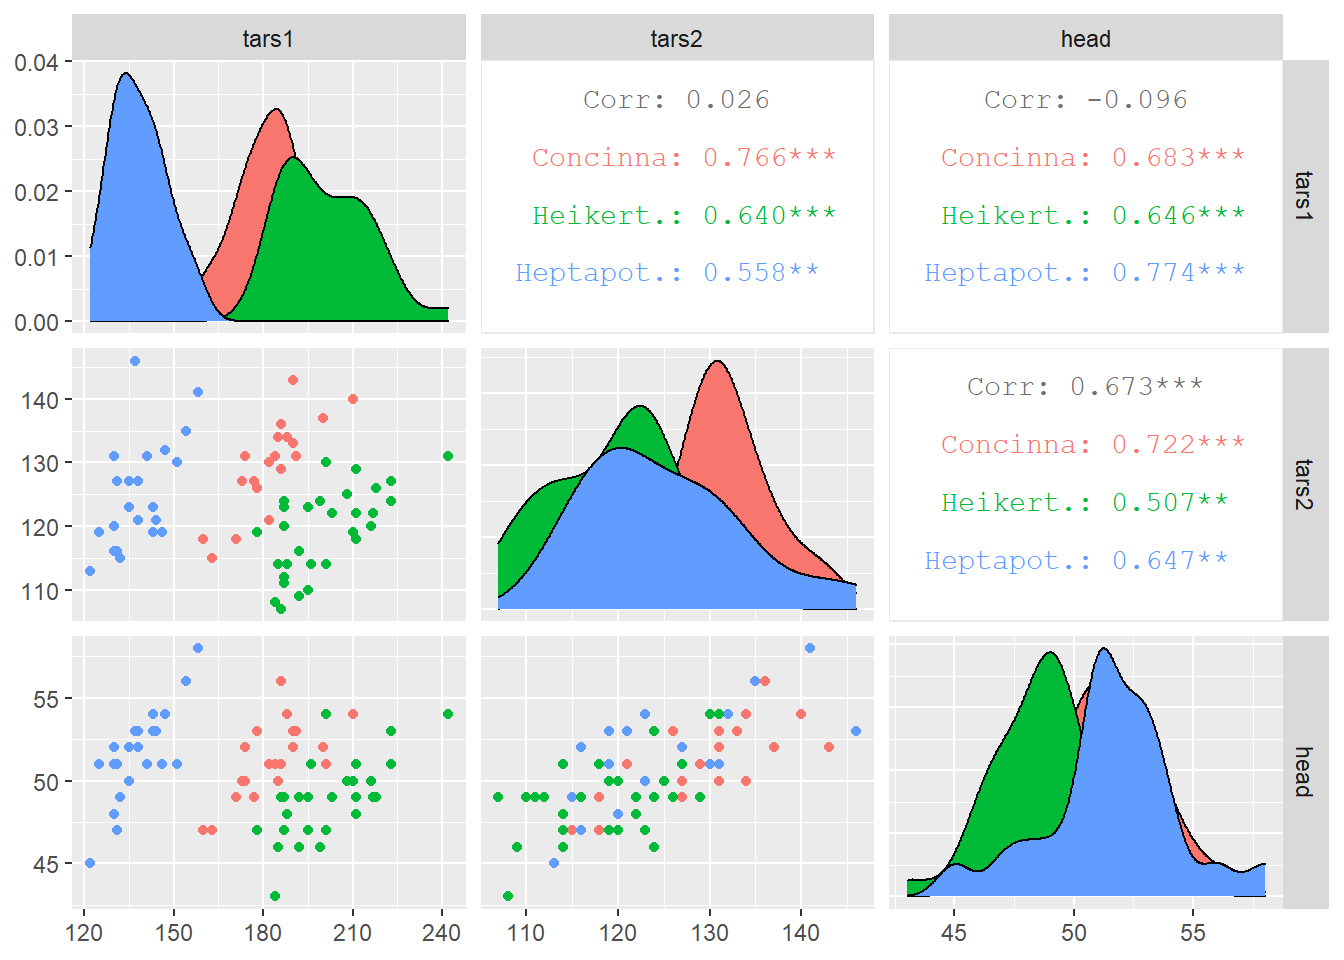 tars1
tars2
head
0.04
0.03
0.02
0.01
0.00
Corr: 0.026
Concinna: 0.766***
Heikert.: 0.640***
Heptapot.: 0.558**
Corr: -0.096
Concinna: 0.683***
Heikert.: 0.646***
Heptapot.: 0.774***
tars1
140
130
120
110
Corr: 0.673***
Concinna: 0.722***
Heikert.: 0.507**
Heptapot.: 0.647**
tars2
55
50
45
head
120 150 180 210 240
110 120 130 140
45 50 55